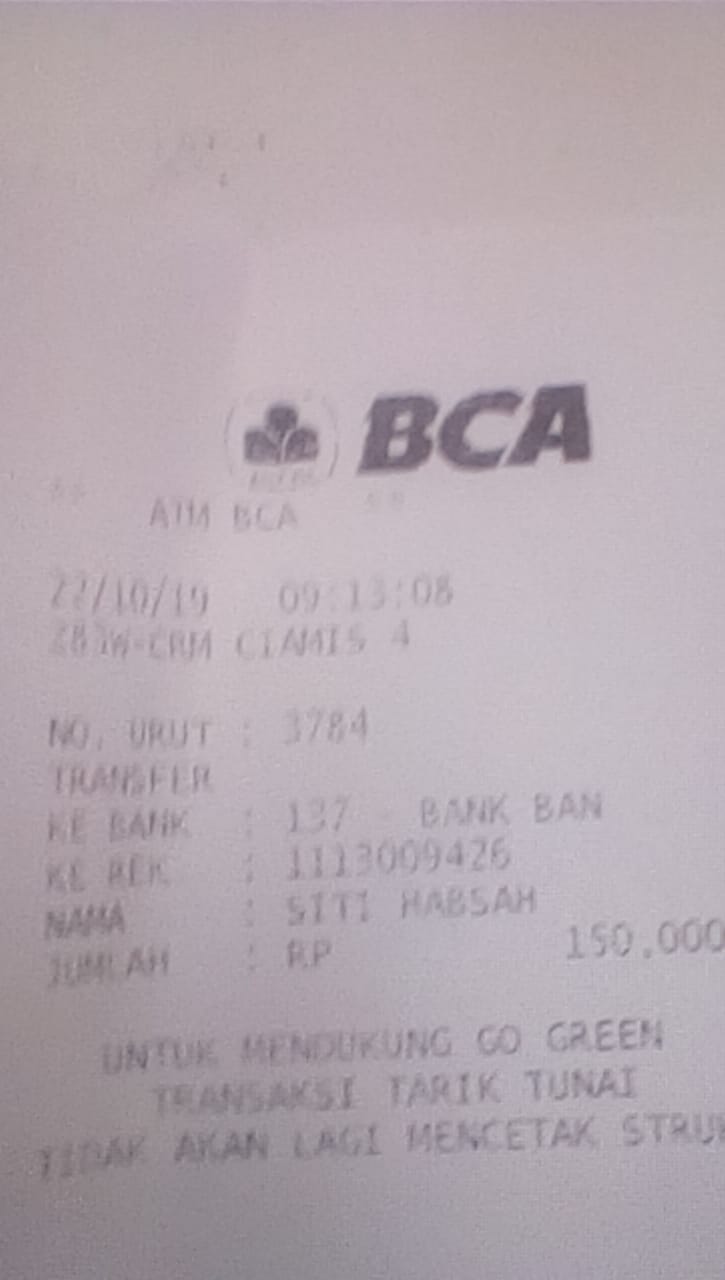 BCA
ATM BCA
22/10/19 09:13:08
CRM CIAMIS 4
NO. URUT : 3784
TRANSFER
KE BANK : 137 - BANK BAN
KE REK : 1113009426
NAMA : SITI HABSAH
JUMLAH : RP 150.000
UNTUK MENDUKUNG GO GREEN
TRANSAKSI TARIK TUNAI
TIDAK AKAN LAGI MENCETAK